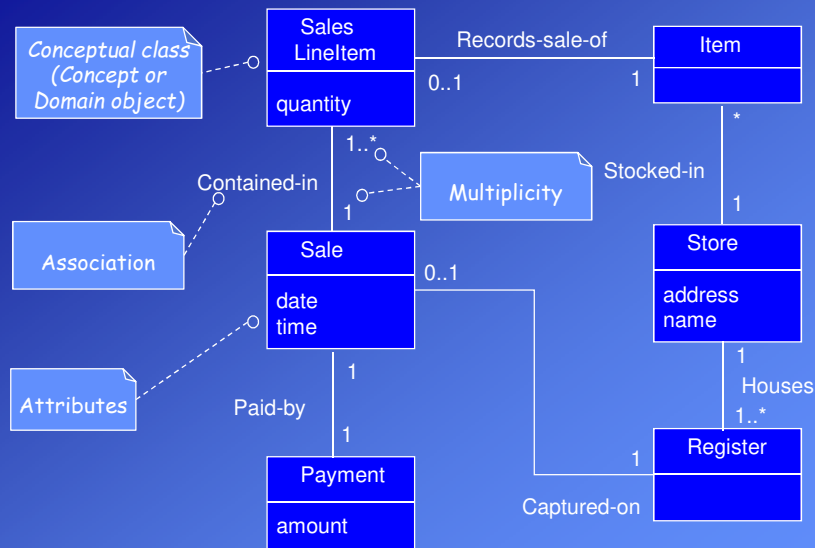 Conceptual class
(Concept or
Domain object)
Sales
LineItem
quantity
Records-sale-of
0..1
1
Item
1..*
*
Contained-in
Multiplicity
Stocked-in
1
1
Association
Sale
date
time
0..1
Store
address
name
Attributes
1
Paid-by
1
1
Houses
1..*
Payment
amount
1
Captured-on
Register